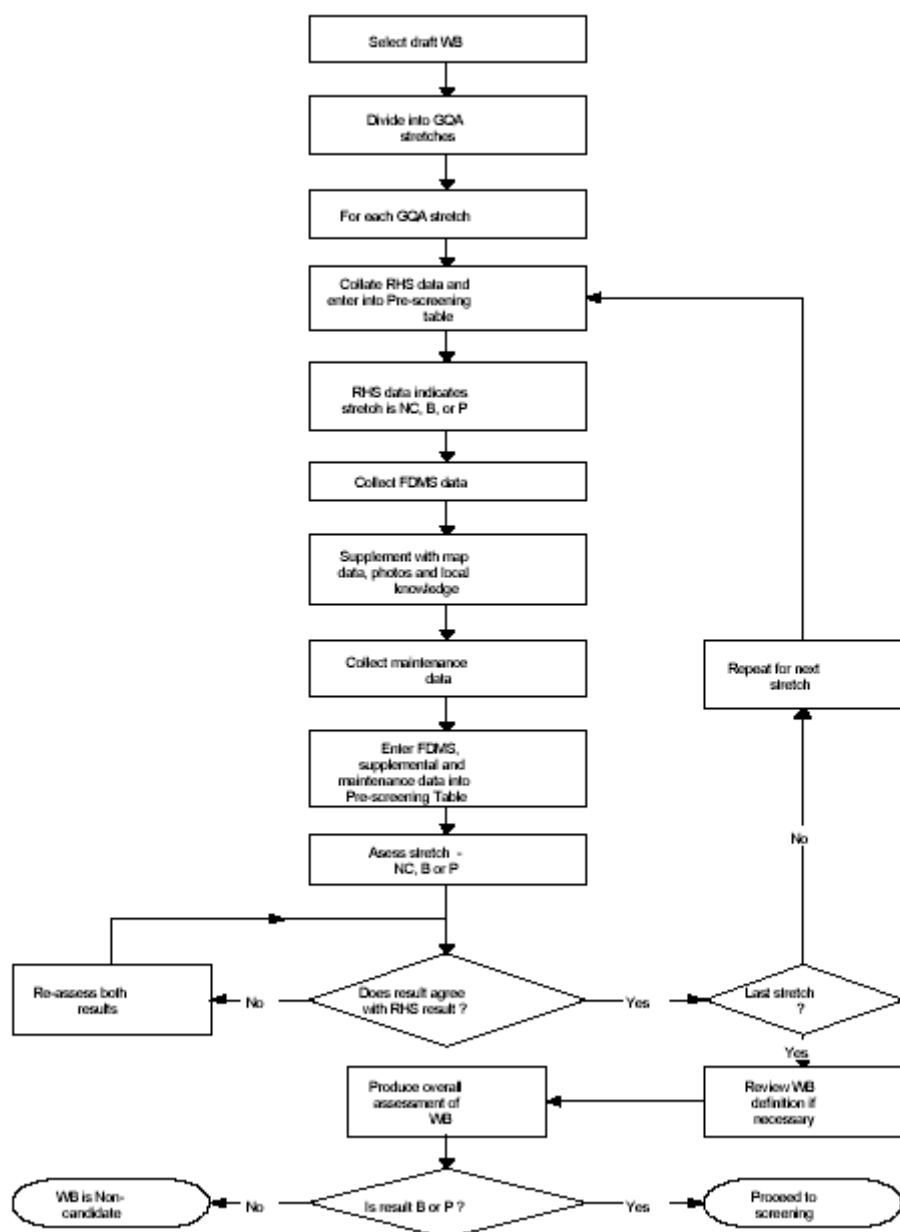 Select draft WB
Divide into GQA
stretches
For each GQA stretch
Collate RHS data and
enter into Pre-screening
table
RHS data indicates
stretch is NC, B, or P
Collect FDMS data
Supplement with map
data, photos and local
knowledge
Collect maintenance
data
Repeat for next
stretch
Enter FDMS,
supplemental and
maintenance data into
Pre-screening Table
No
Asess stretch -
NC, B or P
Re-assess both
results
No
Does result agree
with RHS result ?
Yes
Last stretch
?
Yes
Produce overall
assessment of
WB
Review WB
definition if
necessary
WB is Non-
candidate
No
Is result B or P ?
Yes
Proceed to
screening